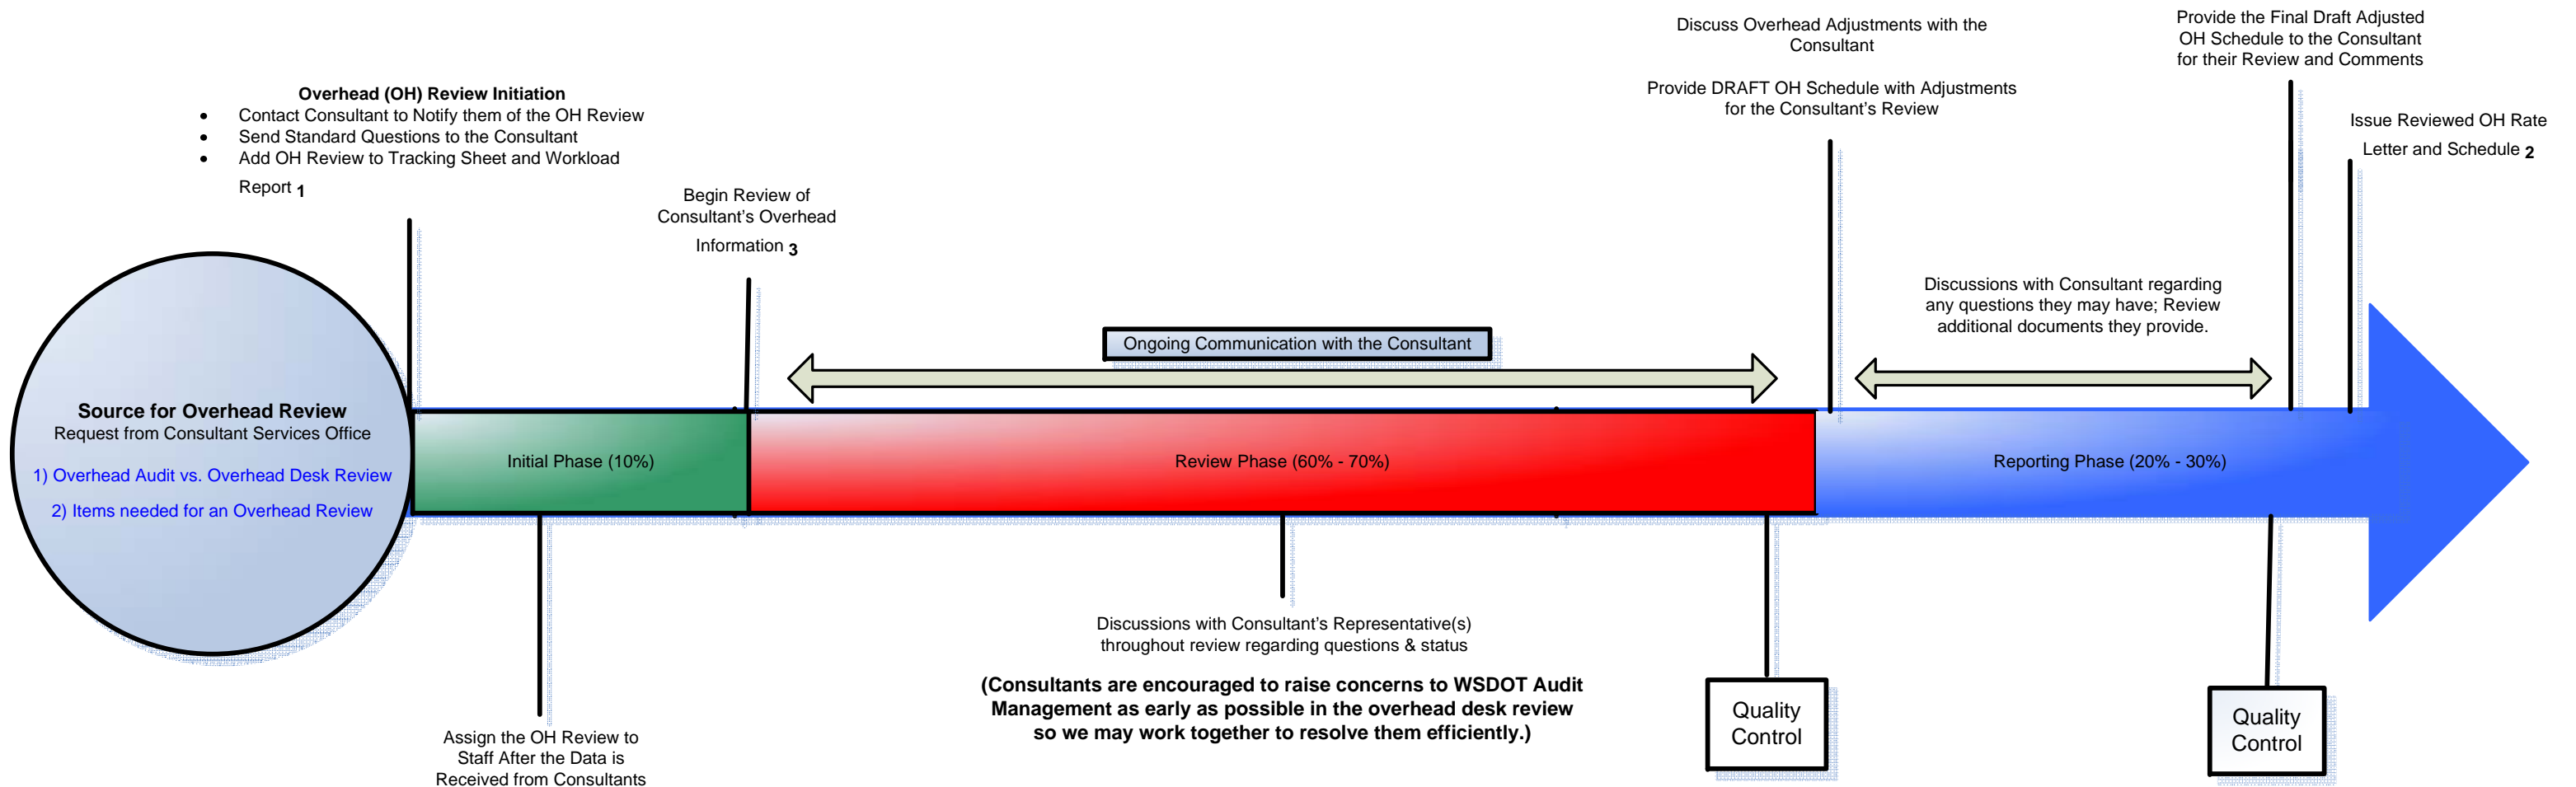 Discuss Overhead Adjustments with the
Consultant
Provide DRAFT OH Schedule with Adjustments
for the Consultant’s Review
Provide the Final Draft Adjusted
OH Schedule to the Consultant
for their Review and Comments
Issue Reviewed OH Rate
Letter and Schedule 2
Overhead (OH) Review Initiation
• Contact Consultant to Notify them of the OH Review
• Send Standard Questions to the Consultant
• Add OH Review to Tracking Sheet and Workload
Report 1
Begin Review of
Consultant’s Overhead
Information 3
Discussions with Consultant regarding
any questions they may have; Review
additional documents they provide.
Ongoing Communication with the Consultant
Source for Overhead Review
Request from Consultant Services Office
1) Overhead Audit vs. Overhead Desk Review
2) Items needed for an Overhead Review
Initial Phase (10%)
Review Phase (60% - 70%)
Reporting Phase (20% - 30%)
Assign the OH Review to
Staff After the Data is
Received from Consultants
Discussions with Consultant’s Representative(s)
throughout review regarding questions & status
(Consultants are encouraged to raise concerns to WSDOT Audit
Management as early as possible in the overhead desk review
so we may work together to resolve them efficiently.)
Quality
Control
Quality
Control